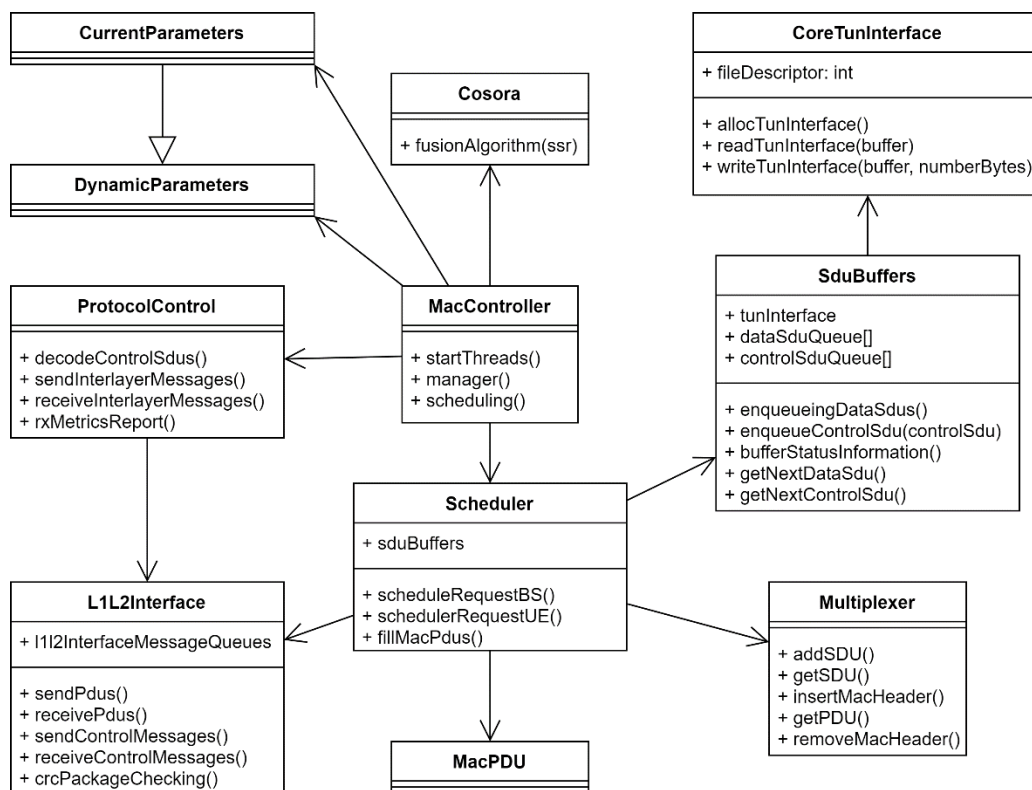 CurrentParameters
DynamicParameters
Cosora
+ fusionAlgorithm(ssr)
CoreTunInterface
+ fileDescriptor: int
+ allocTunInterface()
+ readTunInterface(buffer)
+ writeTunInterface(buffer, numberBytes)
ProtocolControl
+ decodeControlSdus()
+ sendInterlayerMessages()
+ receiveInterlayerMessages()
+ rxMetricsReport()
MacController
+ startThreads()
+ manager()
+ scheduling()
SduBuffers
+ tunInterface
+ dataSduQueue[]
+ controlSduQueue[]
+ enqueueingDataSdus()
+ enqueueControlSdu(controlSdu)
+ bufferStatusInformation()
+ getNextDataSdu()
+ getNextControlSdu()
Scheduler
+ sduBuffers
+ scheduleRequestBS()
+ schedulerRequestUE()
+ fillMacPdus()
L1L2Interface
+ l1l2InterfaceMessageQueues
+ sendPdus()
+ receivePdus()
+ sendControlMessages()
+ receiveControlMessages()
+ crcPackageChecking()
MacPDU
Multiplexer
+ addSDU()
+ getSDU()
+ insertMacHeader()
+ getPDU()
+ removeMacHeader()